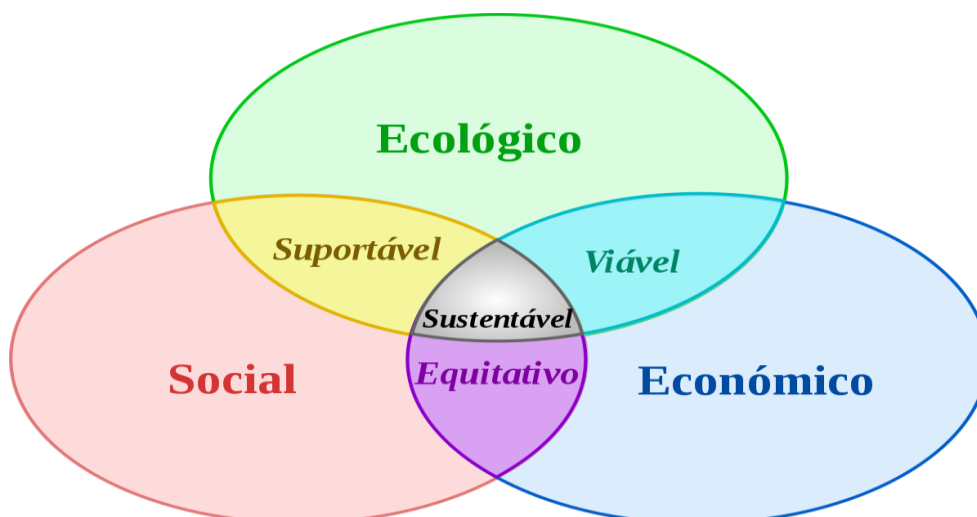 Ecológico
Suportável
Viável
Sustentável
Equitativo
Social
Económico